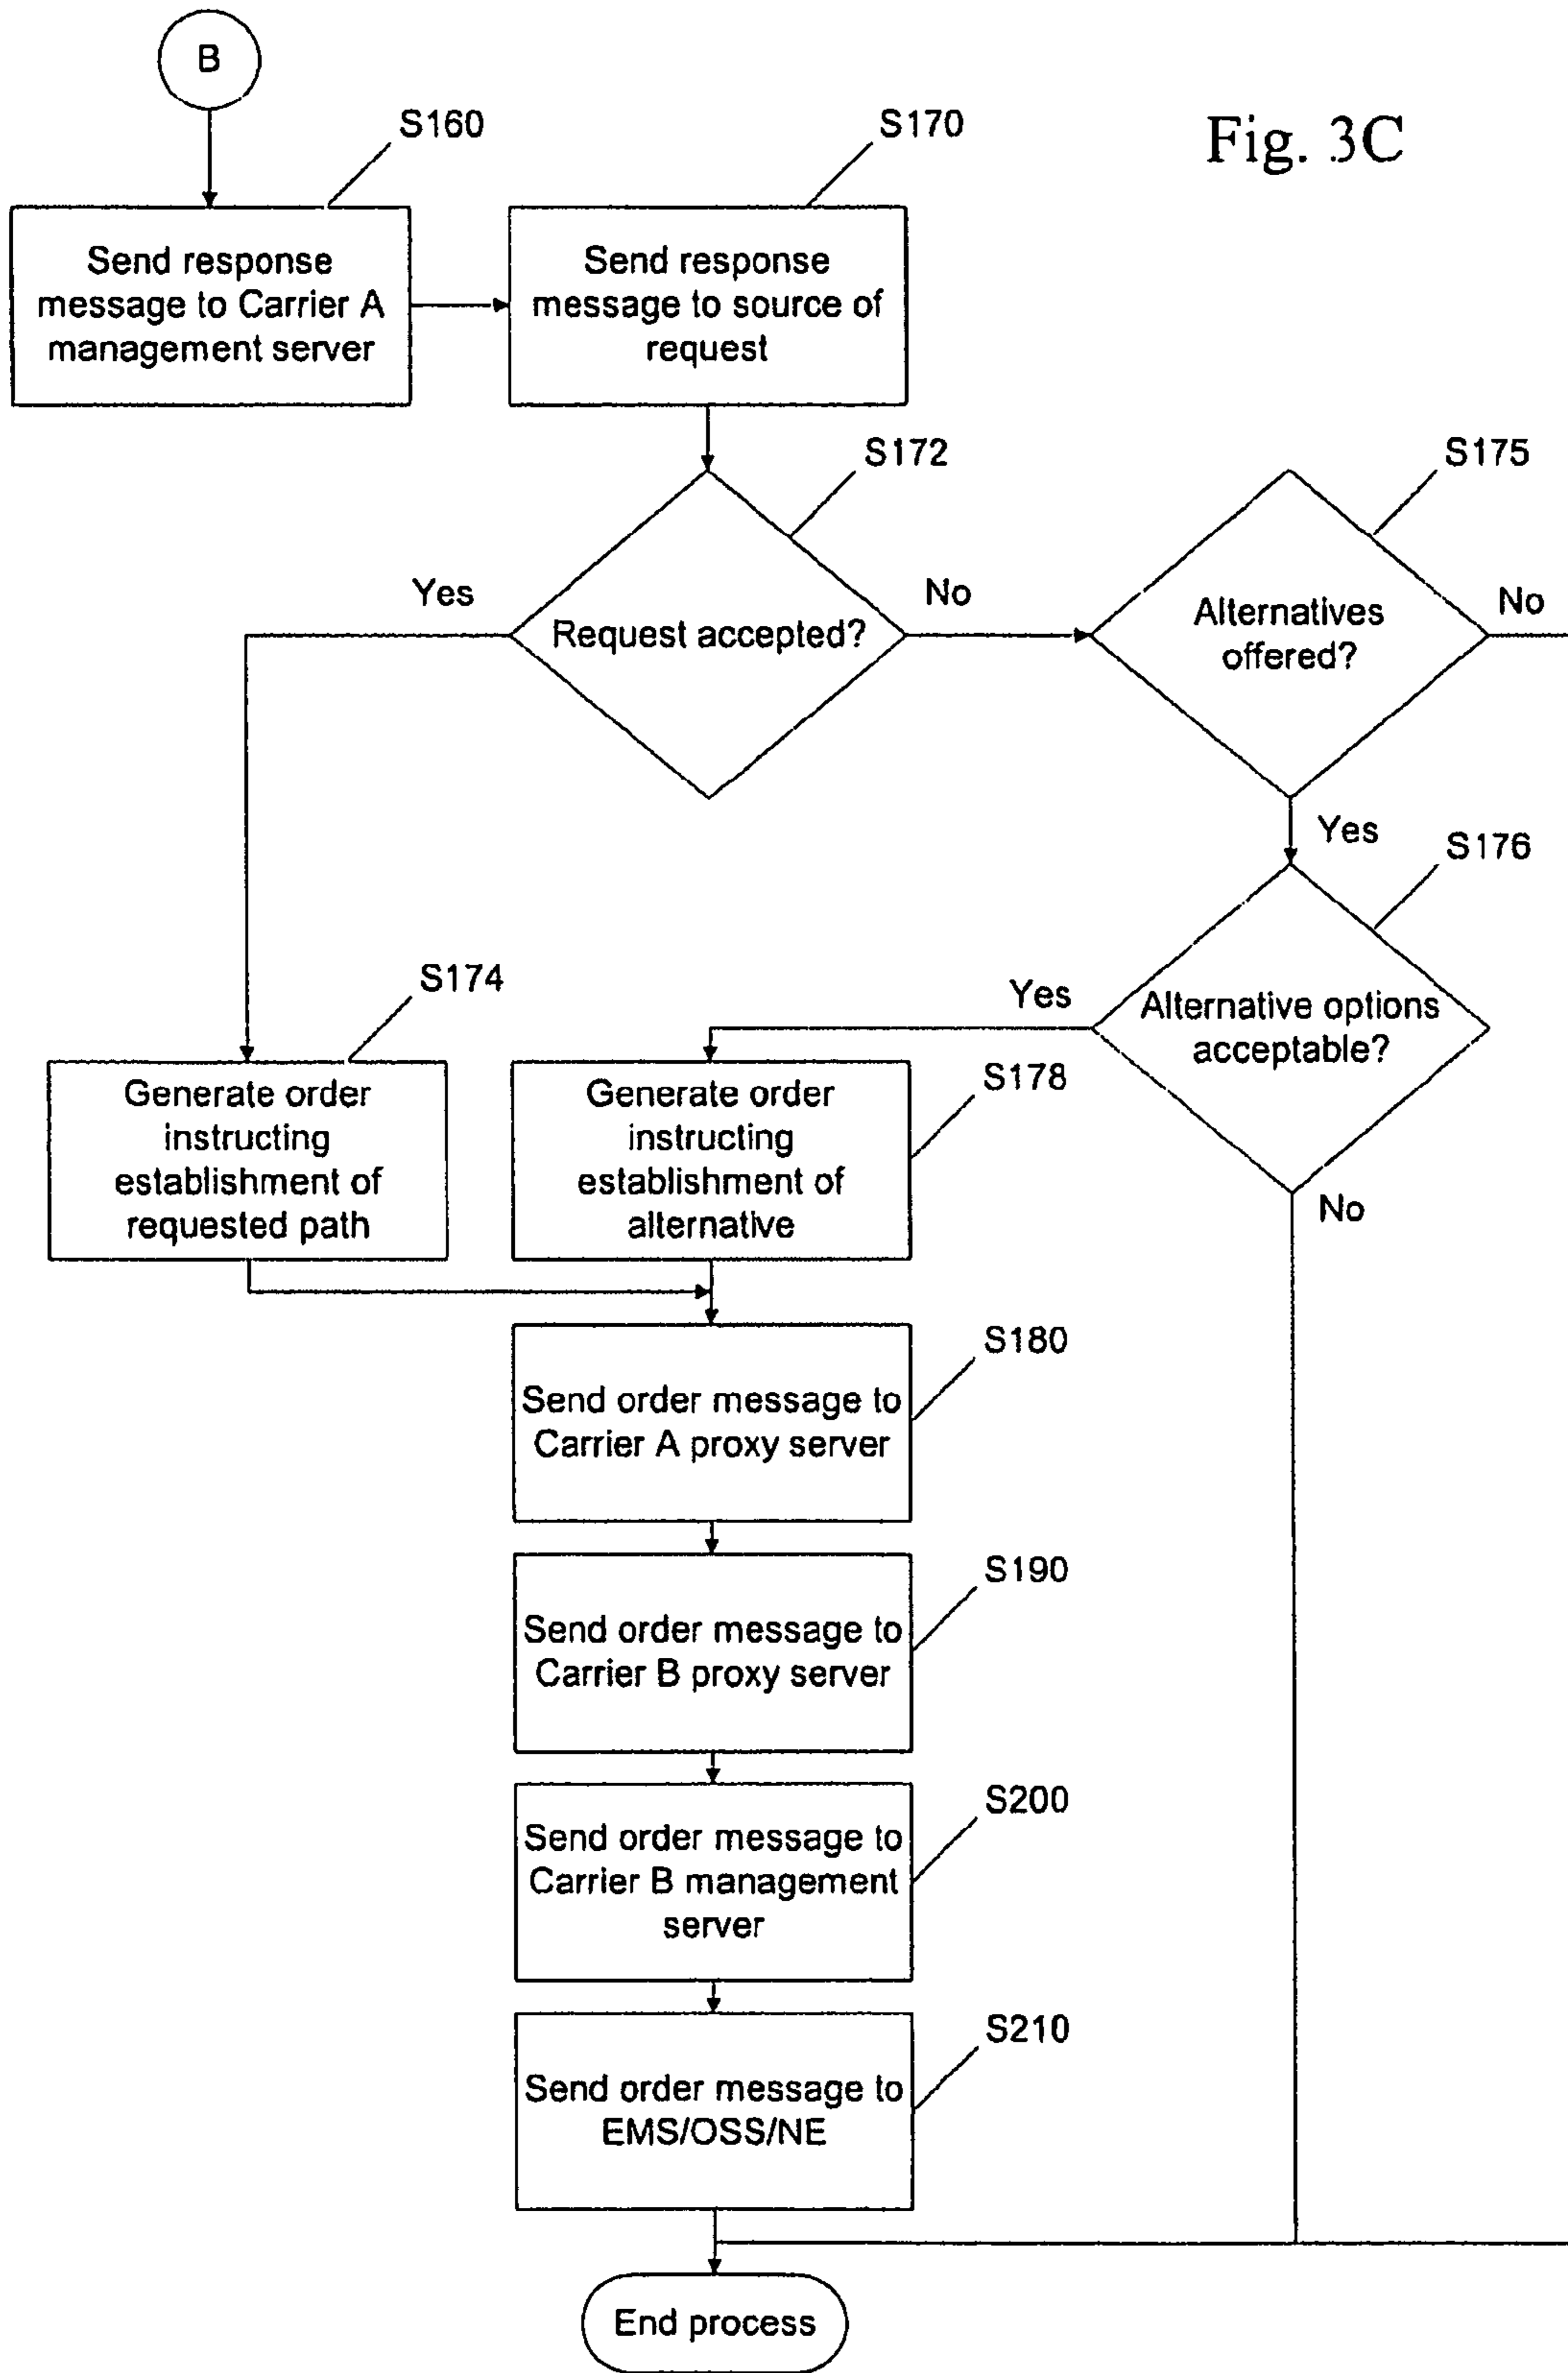 B
S160
S170
Fig. 3C
Send response
message to Carrier A
management server
Send response
message to source of
request
S172
S175
Yes
No
No
Request accepted?
Alternatives
offered?
Yes
S176
S174
Yes
Alternative options
acceptable?
Generate order
instructing
establishment of
requested path
Generate order
instructing
establishment of
alternative
S178
No
S180
Send order message to
Carrier A proxy server
S190
Send order message to
Carrier B proxy server
S200
Send order message to
Carrier B management
server
S210
Send order message to
EMS/OSS/NE
End process